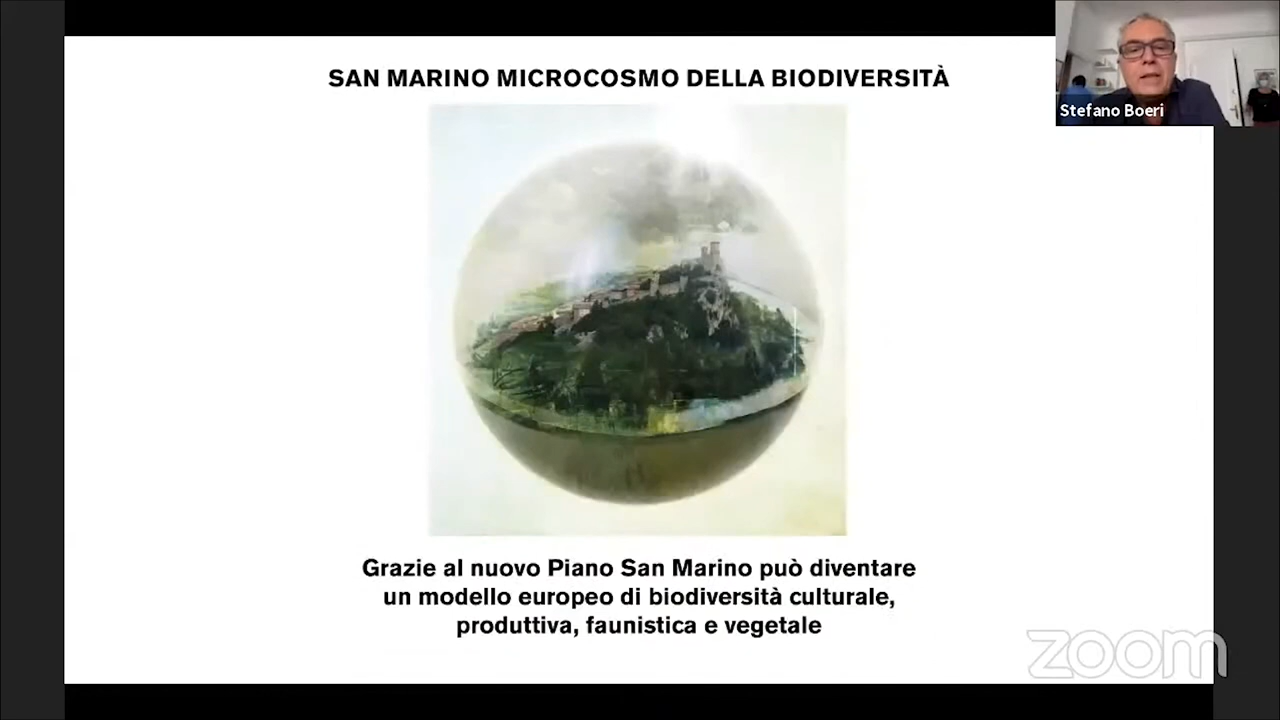 SAN MARINO MICROCOSMO DELLA BIODIVERSITÀ
Stefano Boeri
Grazie al nuovo Piano San Marino può diventare
un modello europeo di biodiversità culturale,
produttiva, faunistica e vegetale
zoom